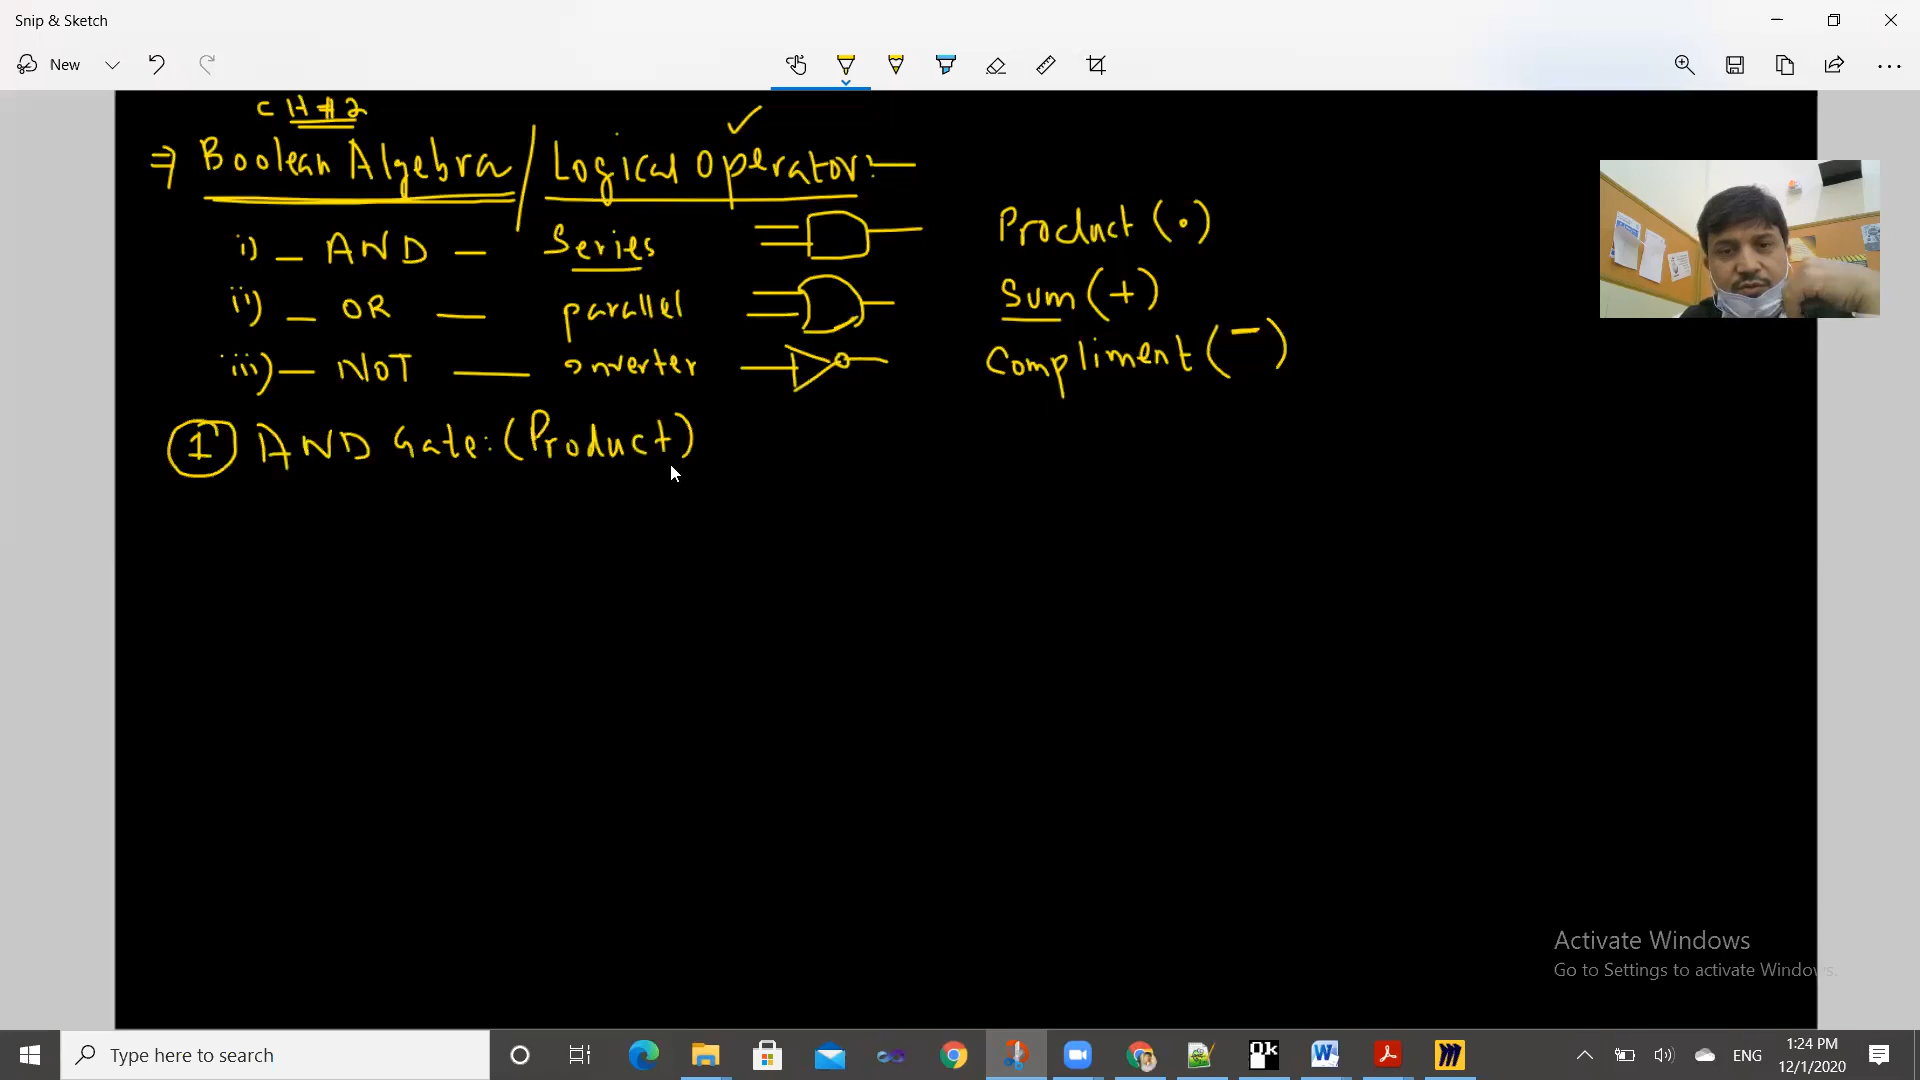 Snip & Sketch
New
CH#2
⇒ Boolean Algebra / Logical Operator:—
i) — AND — Series Product (·)
ii) — OR — parallel Sum (+)
iii) — NOT — inverter Compliment (¯)
1 AND Gate: (Product)
Activate Windows
Go to Settings to activate Windows.
Type here to search
Ok
ENG
1:24 PM
12/1/2020